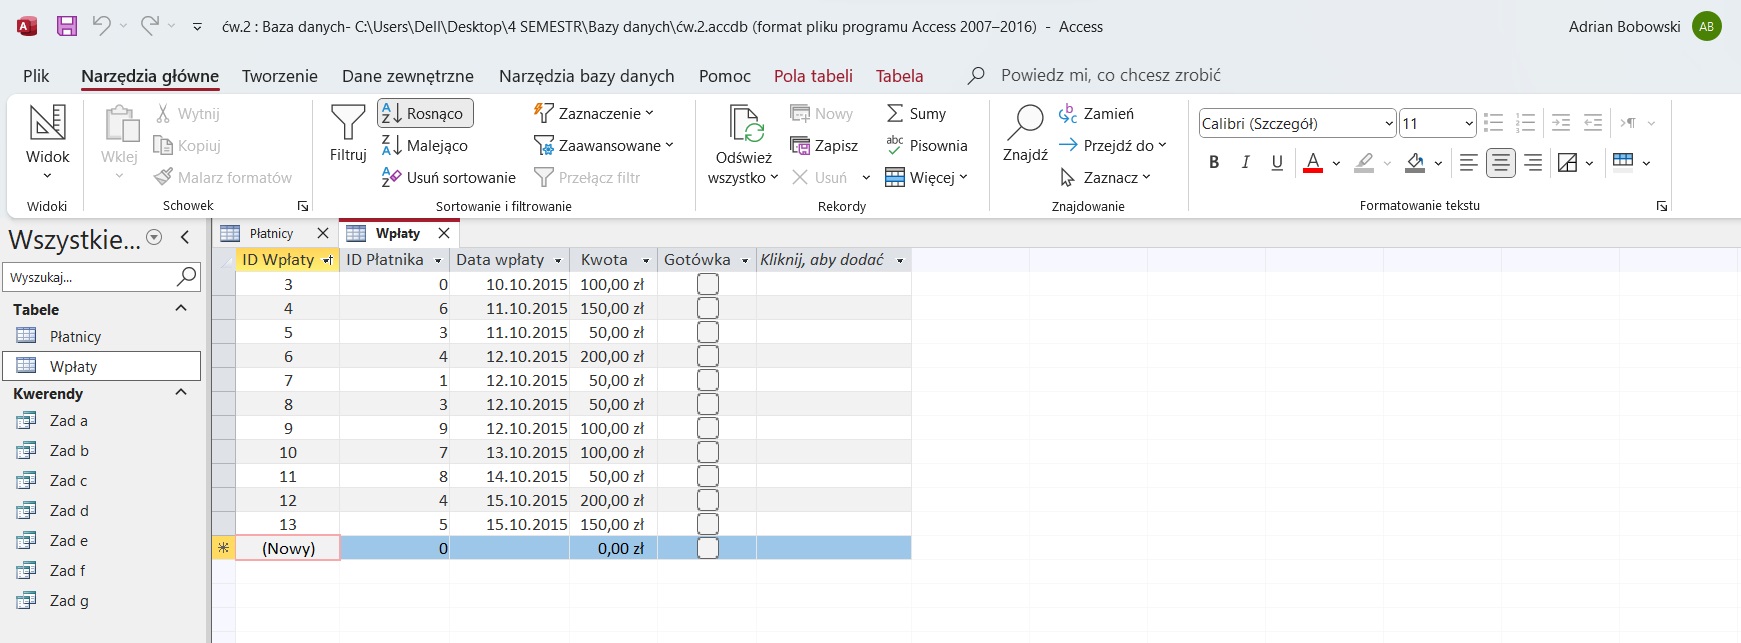 ćw.2 : Baza danych- C:\Users\Dell\Desktop\4 SEMESTR\Bazy danych\ćw.2.accdb (format pliku programu Access 2007–2016) - Access
Adrian Bobowski AB
Plik Narzędzia główne Tworzenie Dane zewnętrzne Narzędzia bazy danych Pomoc Pola tabeli Tabela Powiedz mi, co chcesz zrobić
Widok
Widoki
Wklej
Wytnij
Kopiuj
Malarz formatów
Schowek
Filtruj
Rosnąco
Malejąco
Usuń sortowanie
Zaznaczenie
Zaawansowane
Przełącz filtr
Sortowanie i filtrowanie
Odśwież
wszystko
Nowy
Zapisz
Usuń
Sumy
Pisownia
Więcej
Rekordy
Znajdź
Zamień
Przejdź do
Zaznacz
Znajdowanie
Calibri (Szczegół) 11
B I U A
Formatowanie tekstu
Wszystkie...
Wyszukaj...
Tabele
Płatnicy
Wpłaty
Kwerendy
Zad a
Zad b
Zad c
Zad d
Zad e
Zad f
Zad g
Płatnicy Wpłaty
ID Wpłaty ID Płatnika Data wpłaty Kwota Gotówka Kliknij, aby dodać
3 0 10.10.2015 100,00 zł
4 6 11.10.2015 150,00 zł
5 3 11.10.2015 50,00 zł
6 4 12.10.2015 200,00 zł
7 1 12.10.2015 50,00 zł
8 3 12.10.2015 50,00 zł
9 9 12.10.2015 100,00 zł
10 7 13.10.2015 100,00 zł
11 8 14.10.2015 50,00 zł
12 4 15.10.2015 200,00 zł
13 5 15.10.2015 150,00 zł
(Nowy) 0 0,00 zł